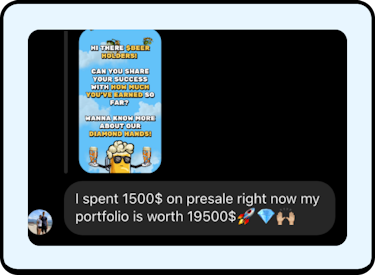 HI THERE $BEER
HOLDERS!
CAN YOU SHARE
YOUR SUCCESS
WITH HOW MUCH
YOU'VE EARNED SO
FAR?
WANNA KNOW MORE
ABOUT OUR
DIAMOND HANDS!
I spent 1500$ on presale right now my
portfolio is worth 19500$🚀💎🙌🏼